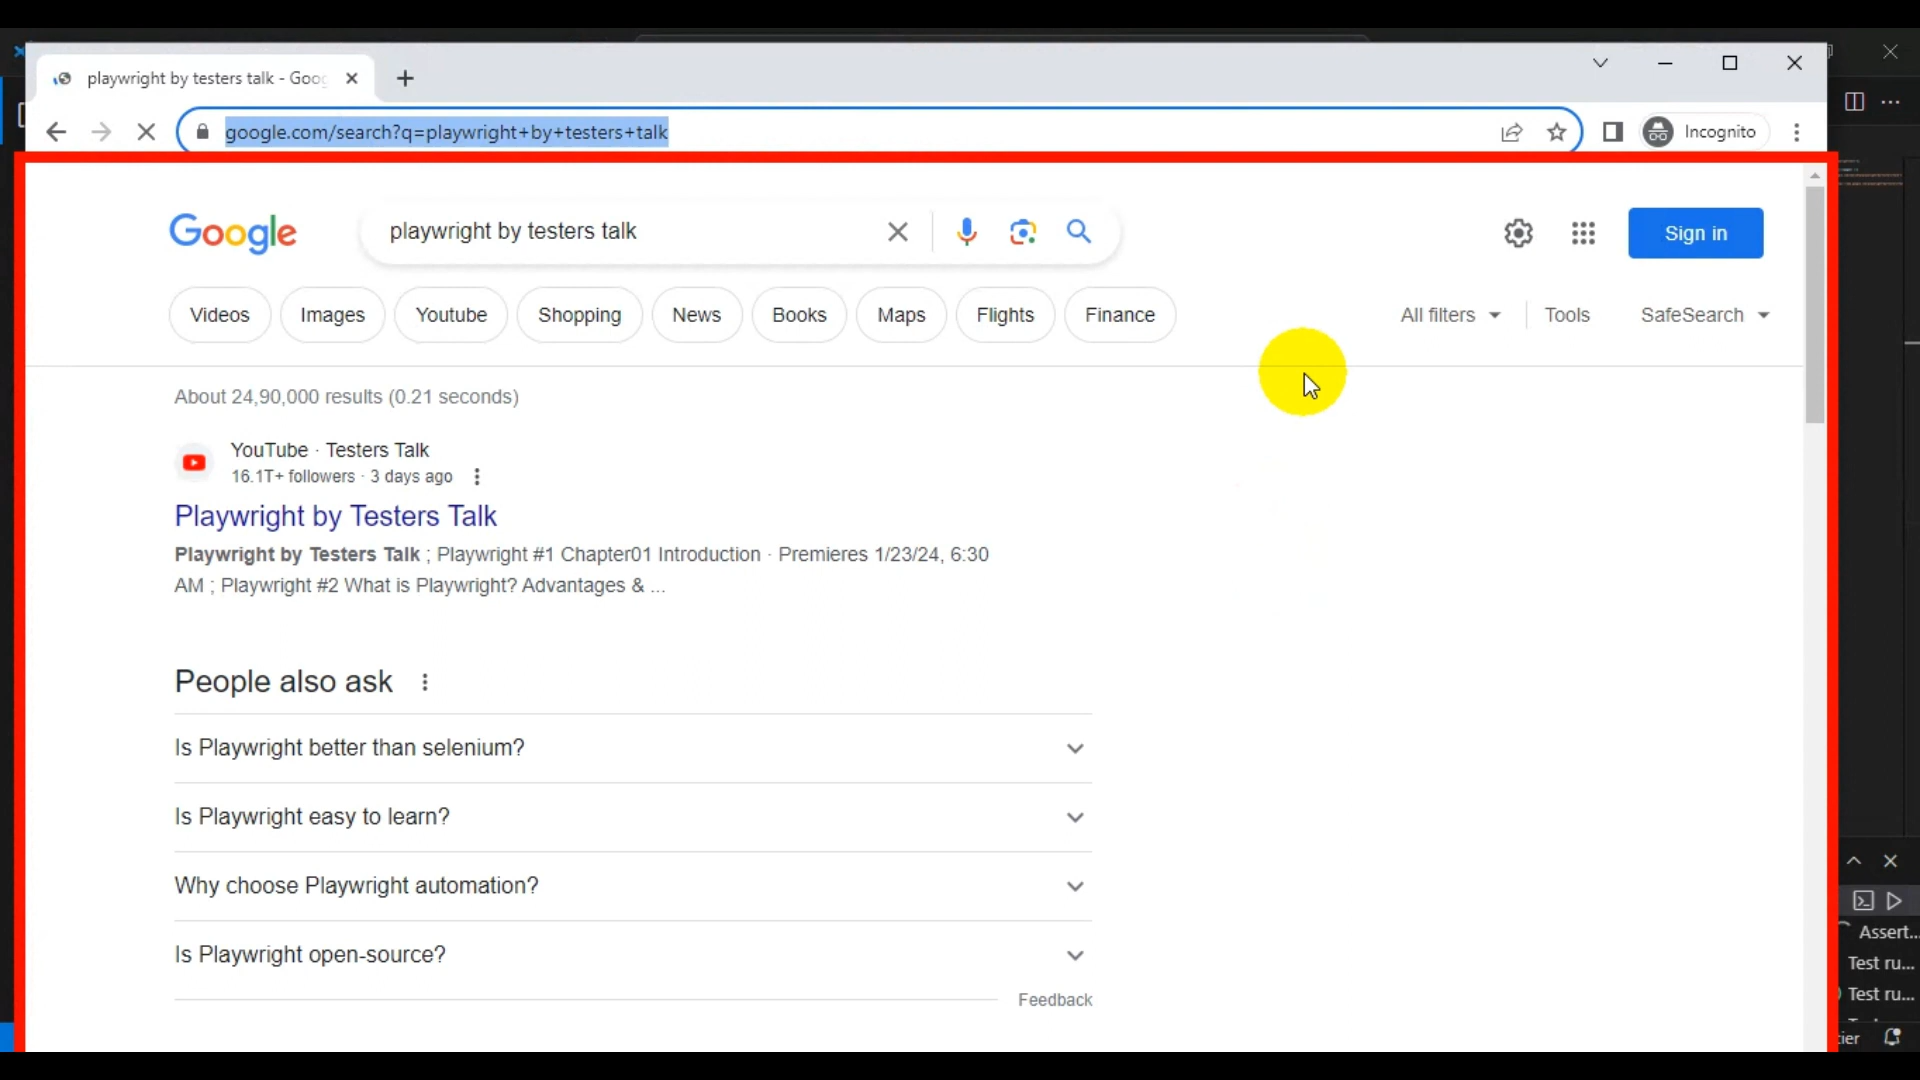 playwright by testers talk - Goog
google.com/search?q=playwright+by+testers+talk
Incognito
Google
playwright by testers talk
Sign in
Videos
Images
Youtube
Shopping
News
Books
Maps
Flights
Finance
All filters
Tools
SafeSearch
About 24,90,000 results (0.21 seconds)
YouTube · Testers Talk
16.1T+ followers · 3 days ago
Playwright by Testers Talk
Playwright by Testers Talk ; Playwright #1 Chapter01 Introduction · Premieres 1/23/24, 6:30
AM ; Playwright #2 What is Playwright? Advantages & ...
People also ask
Is Playwright better than selenium?
Is Playwright easy to learn?
Why choose Playwright automation?
Is Playwright open-source?
Feedback
Assert...
Test ru...
Test ru...
tier